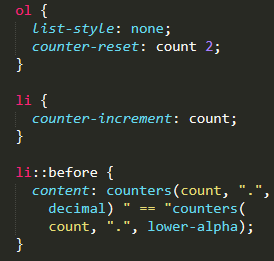 ol {
list-style: none;
counter-reset: count 2;
}
li {
counter-increment: count;
}
li::before {
content: counters(count, ".",
decimal) " == "counters(
count, ".", lower-alpha);
}